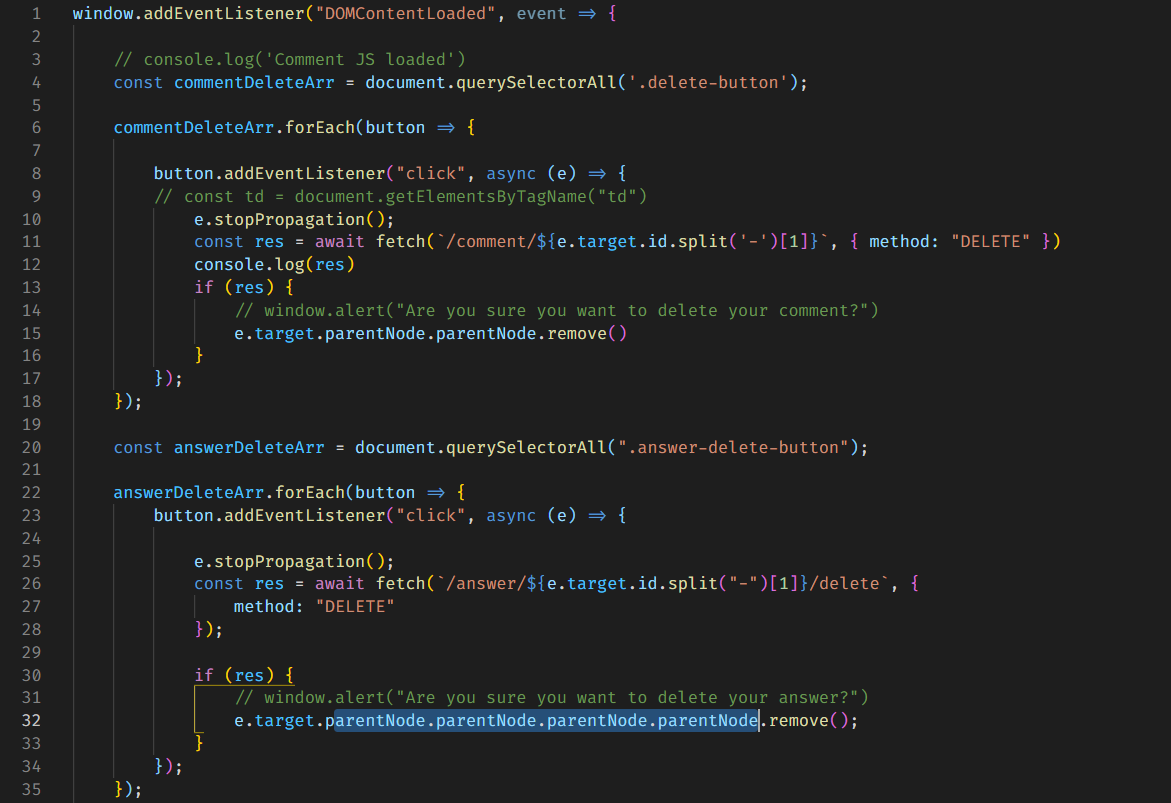 1 window.addEventListener("DOMContentLoaded", event => {
2
3 // console.log('Comment JS loaded')
4 const commentDeleteArr = document.querySelectorAll('.delete-button');
5
6 commentDeleteArr.forEach(button => {
7
8 button.addEventListener("click", async (e) => {
9 // const td = document.getElementsByTagName("td")
10 e.stopPropagation();
11 const res = await fetch(`/comment/${e.target.id.split('-')[1]}`, { method: "DELETE" })
12 console.log(res)
13 if (res) {
14 // window.alert("Are you sure you want to delete your comment?")
15 e.target.parentNode.parentNode.remove()
16 }
17 });
18 });
19
20 const answerDeleteArr = document.querySelectorAll(".answer-delete-button");
21
22 answerDeleteArr.forEach(button => {
23 button.addEventListener("click", async (e) => {
24
25 e.stopPropagation();
26 const res = await fetch(`/answer/${e.target.id.split("-")[1]}/delete`, {
27 method: "DELETE"
28 });
29
30 if (res) {
31 // window.alert("Are you sure you want to delete your answer?")
32 e.target.parentNode.parentNode.parentNode.parentNode.remove();
33 }
34 });
35 });